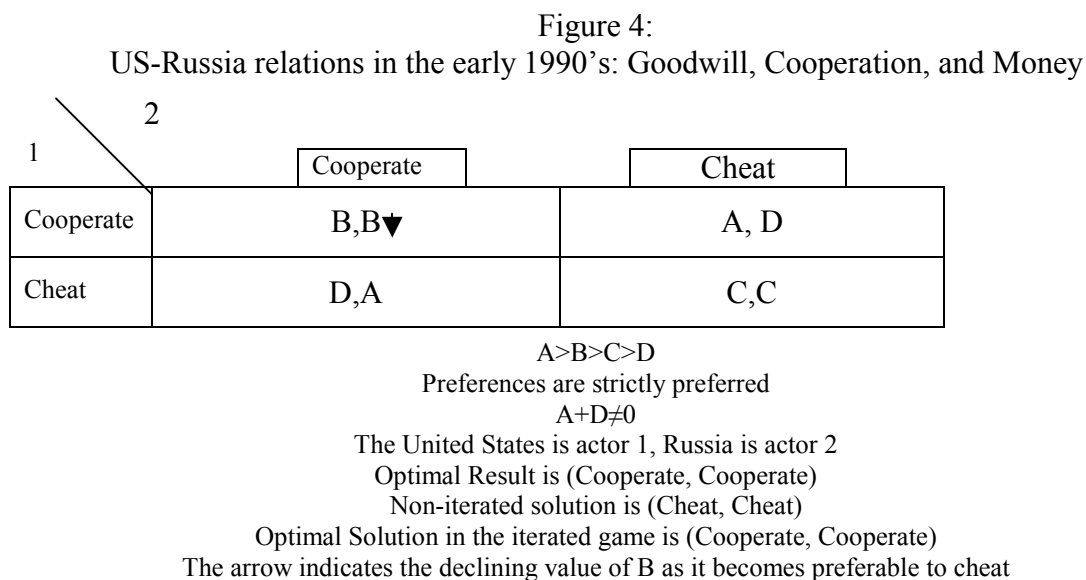 Figure 4:
US-Russia relations in the early 1990’s: Goodwill, Cooperation, and Money
2
1
Cooperate Cheat
Cooperate B,B A, D
Cheat D,A C,C
A>B>C>D
Preferences are strictly preferred
A+D≠0
The United States is actor 1, Russia is actor 2
Optimal Result is (Cooperate, Cooperate)
Non-iterated solution is (Cheat, Cheat)
Optimal Solution in the iterated game is (Cooperate, Cooperate)
The arrow indicates the declining value of B as it becomes preferable to cheat